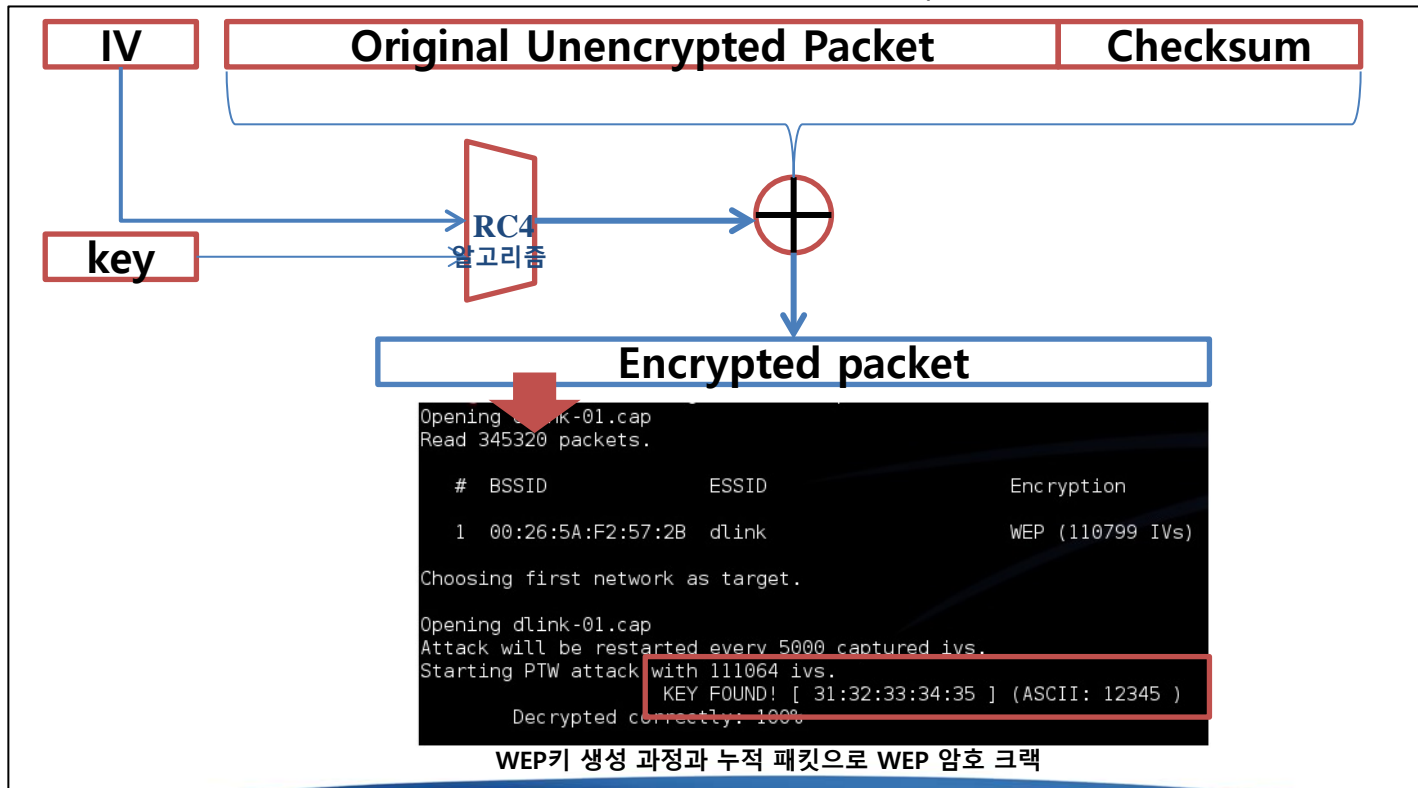 IV
Original Unencrypted Packet
Checksum
RC4
알고리즘
key
Encrypted packet
Opening dlink-01.cap
Read 345320 packets.
# BSSID ESSID Encryption
1 00:26:5A:F2:57:2B dlink WEP (110799 IVs)
Choosing first network as target.
Opening dlink-01.cap
Attack will be restarted every 5000 captured ivs.
Starting PTW attack with 111064 ivs.
KEY FOUND! [ 31:32:33:34:35 ] (ASCII: 12345 )
Decrypted correctly: 100%
WEP키 생성 과정과 누적 패킷으로 WEP 암호 크랙